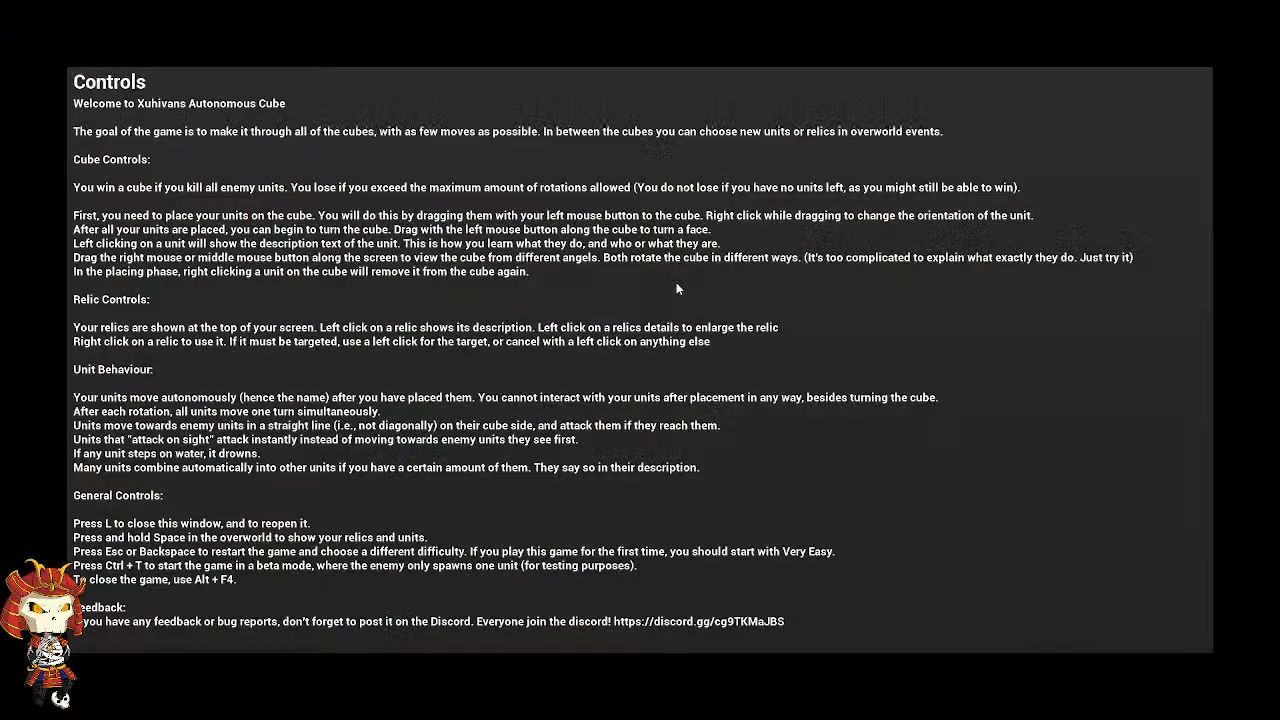 Controls
Welcome to Xuhivans Autonomous Cube
The goal of the game is to make it through all of the cubes, with as few moves as possible. In between the cubes you can choose new units or relics in overworld events.
Cube Controls:
You win a cube if you kill all enemy units. You lose if you exceed the maximum amount of rotations allowed (You do not lose if you have no units left, as you might still be able to win).
First, you need to place your units on the cube. You will do this by dragging them with your left mouse button to the cube. Right click while dragging to change the orientation of the unit.
After all your units are placed, you can begin to turn the cube. Drag with the left mouse button along the cube to turn a face.
Left clicking on a unit will show the description text of the unit. This is how you learn what they do, and who or what they are.
Drag the right mouse or middle mouse button along the screen to view the cube from different angels. Both rotate the cube in different ways. (It's too complicated to explain what exactly they do. Just try it)
In the placing phase, right clicking a unit on the cube will remove it from the cube again.
Relic Controls:
Your relics are shown at the top of your screen. Left click on a relic shows its description. Left click on a relics details to enlarge the relic
Right click on a relic to use it. If it must be targeted, use a left click for the target, or cancel with a left click on anything else
Unit Behaviour:
Your units move autonomously (hence the name) after you have placed them. You cannot interact with your units after placement in any way, besides turning the cube.
After each rotation, all units move one turn simultaneously.
Units move towards enemy units in a straight line (i.e., not diagonally) on their cube side, and attack them if they reach them.
Units that "attack on sight" attack instantly instead of moving towards enemy units they see first.
If any unit steps on water, it drowns.
Many units combine automatically into other units if you have a certain amount of them. They say so in their description.
General Controls:
Press L to close this window, and to reopen it.
Press and hold Space in the overworld to show your relics and units.
Press Esc or Backspace to restart the game and choose a different difficulty. If you play this game for the first time, you should start with Very Easy.
Press Ctrl + T to start the game in a beta mode, where the enemy only spawns one unit (for testing purposes).
To close the game, use Alt + F4.
eedback:
you have any feedback or bug reports, don't forget to post it on the Discord. Everyone join the discord! https://discord.gg/cg9TKMaJBS